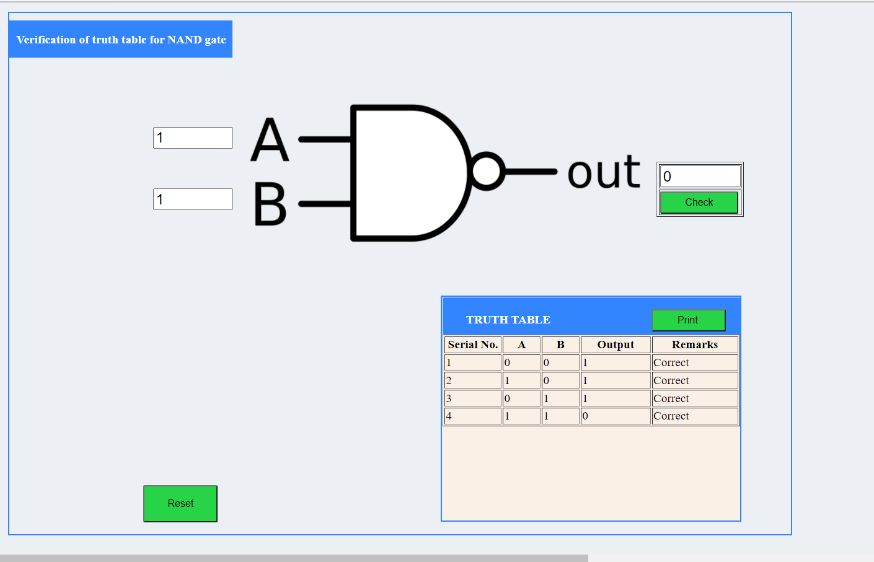 Verification of truth table for NAND gate
1
A
out
0
1
B
Check
TRUTH TABLE
Print
Serial No. A B Output Remarks
1 0 0 1 Correct
2 1 0 1 Correct
3 0 1 1 Correct
4 1 1 0 Correct
Reset